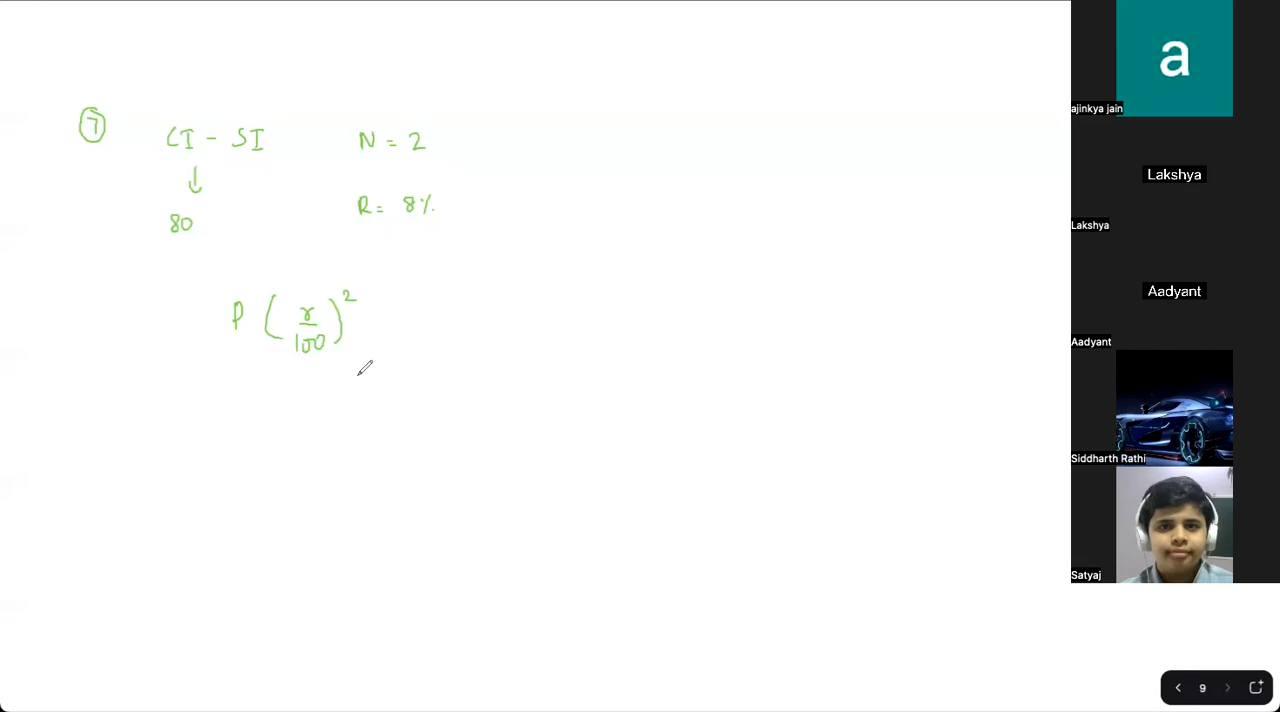 7
CI - SI
N = 2
↓
80
R = 8%
P (r/100)²
a
ajinkya jain
Lakshya
Lakshya
Aadyant
Aadyant
Siddharth Rathi
Satyaj
9